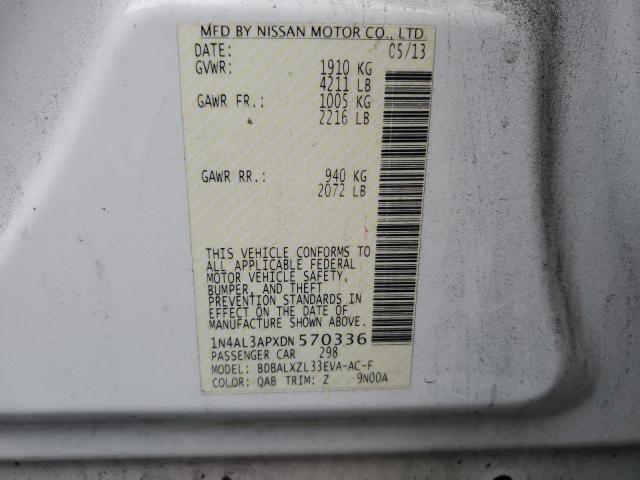 MFD BY NISSAN MOTOR CO., LTD.
DATE: 05/13
GVWR: 1910 KG
4211 LB
GAWR FR.: 1005 KG
2216 LB
GAWR RR.: 940 KG
2072 LB
THIS VEHICLE CONFORMS TO
ALL APPLICABLE FEDERAL
MOTOR VEHICLE SAFETY,
BUMPER, AND THEFT
PREVENTION STANDARDS IN
EFFECT ON THE DATE OF
MANUFACTURE SHOWN ABOVE.
1N4AL3APXDN570336
PASSENGER CAR 298
MODEL: BDBALXZL33EVA-AC-F
COLOR: QAB TRIM: Z 9N00A